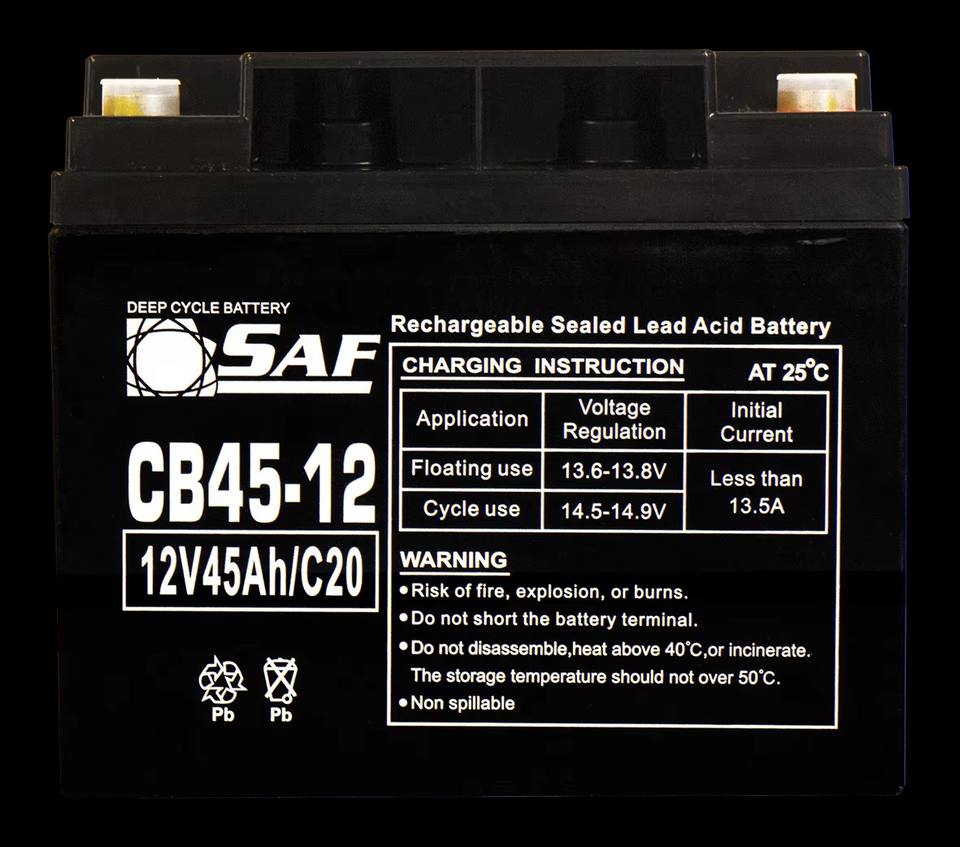 DEEP CYCLE BATTERY
SAF
CB45-12
12V45Ah/C20
Pb Pb
Rechargeable Sealed Lead Acid Battery
CHARGING INSTRUCTION AT 25°C
Application Voltage Regulation Initial Current
Floating use 13.6-13.8V Less than 13.5A
Cycle use 14.5-14.9V
WARNING
•Risk of fire, explosion, or burns.
•Do not short the battery terminal.
•Do not disassemble,heat above 40°C,or incinerate.
The storage temperature should not over 50°C.
•Non spillable